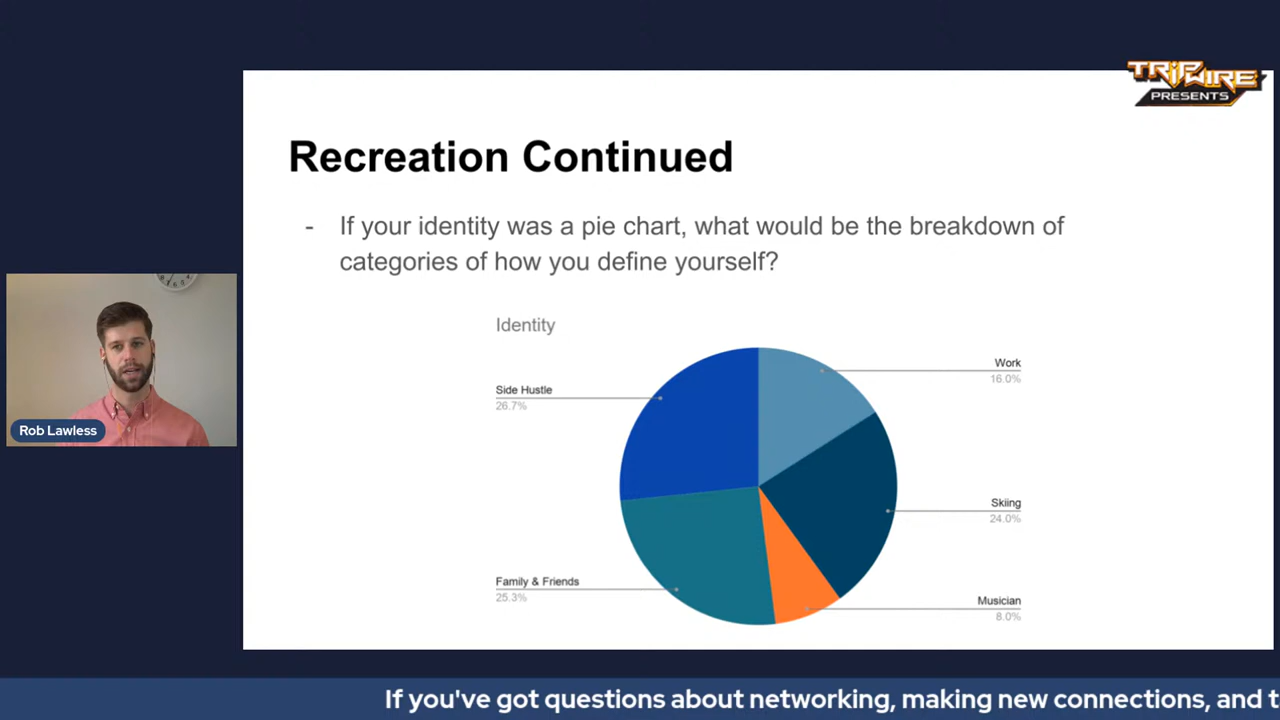 TRIPWIRE
PRESENTS
Recreation Continued
- If your identity was a pie chart, what would be the breakdown of
categories of how you define yourself?
Identity
Work
16.0%
Side Hustle
26.7%
Skiing
24.0%
Family & Friends
25.3%
Musician
8.0%
Rob Lawless
If you've got questions about networking, making new connections, and t